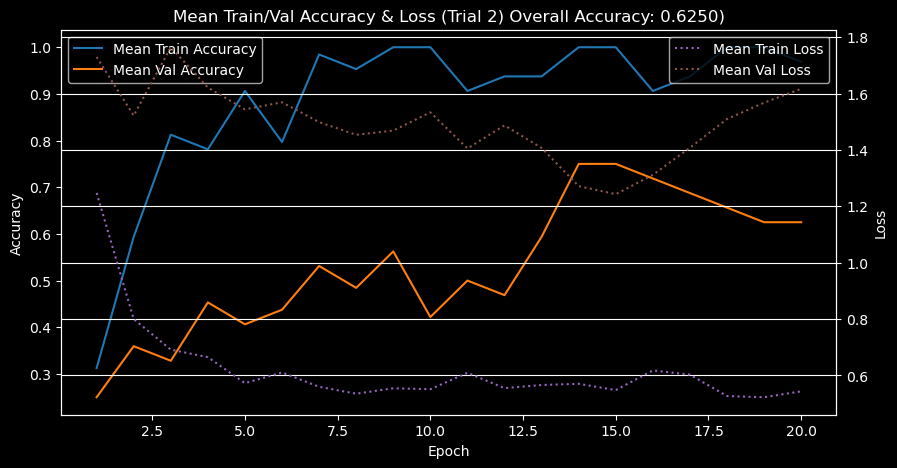 Mean Train/Val Accuracy & Loss (Trial 2) Overall Accuracy: 0.6250)
Mean Train Accuracy
Mean Val Accuracy
Mean Train Loss
Mean Val Loss
1.0
0.9
0.8
0.7
0.6
0.5
0.4
0.3
Accuracy
1.8
1.6
1.4
1.2
1.0
0.8
0.6
Loss
2.5
5.0
7.5
10.0
12.5
15.0
17.5
20.0
Epoch